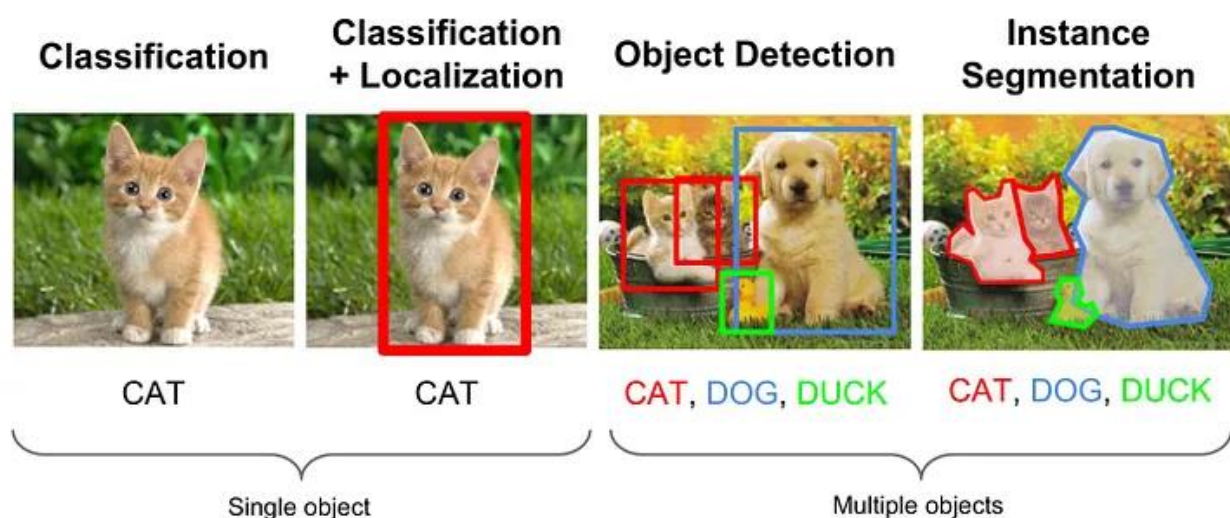 Classification
Classification
+ Localization
Object Detection
Instance
Segmentation
CAT
CAT
CAT, DOG, DUCK
CAT, DOG, DUCK
Single object
Multiple objects